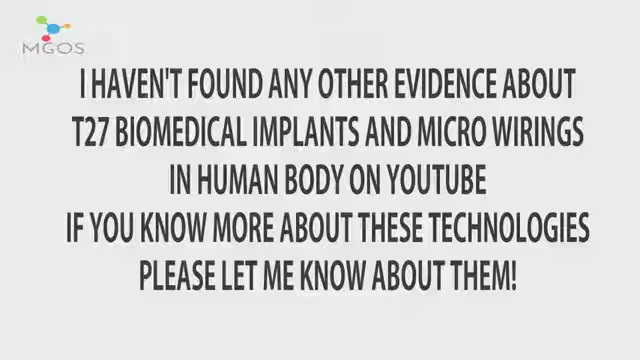 MGOS
I HAVEN'T FOUND ANY OTHER EVIDENCE ABOUT
T27 BIOMEDICAL IMPLANTS AND MICRO WIRINGS
IN HUMAN BODY ON YOUTUBE
IF YOU KNOW MORE ABOUT THESE TECHNOLOGIES
PLEASE LET ME KNOW ABOUT THEM!